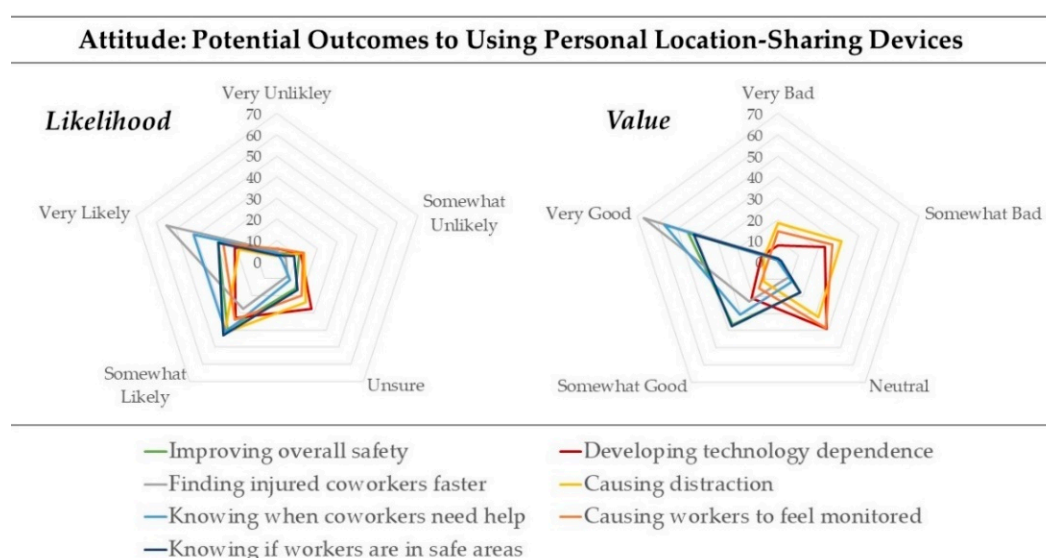 Attitude: Potential Outcomes to Using Personal Location-Sharing Devices
Likelihood
Very Unlikley
70
60
50
40
30
20
10
0
Somewhat
Unlikely
Unsure
Somewhat
Likely
Very Likely
Value
Very Bad
70
60
50
40
30
20
10
0
Somewhat Bad
Neutral
Somewhat Good
Very Good
Improving overall safety
Finding injured coworkers faster
Knowing when coworkers need help
Knowing if workers are in safe areas
Developing technology dependence
Causing distraction
Causing workers to feel monitored